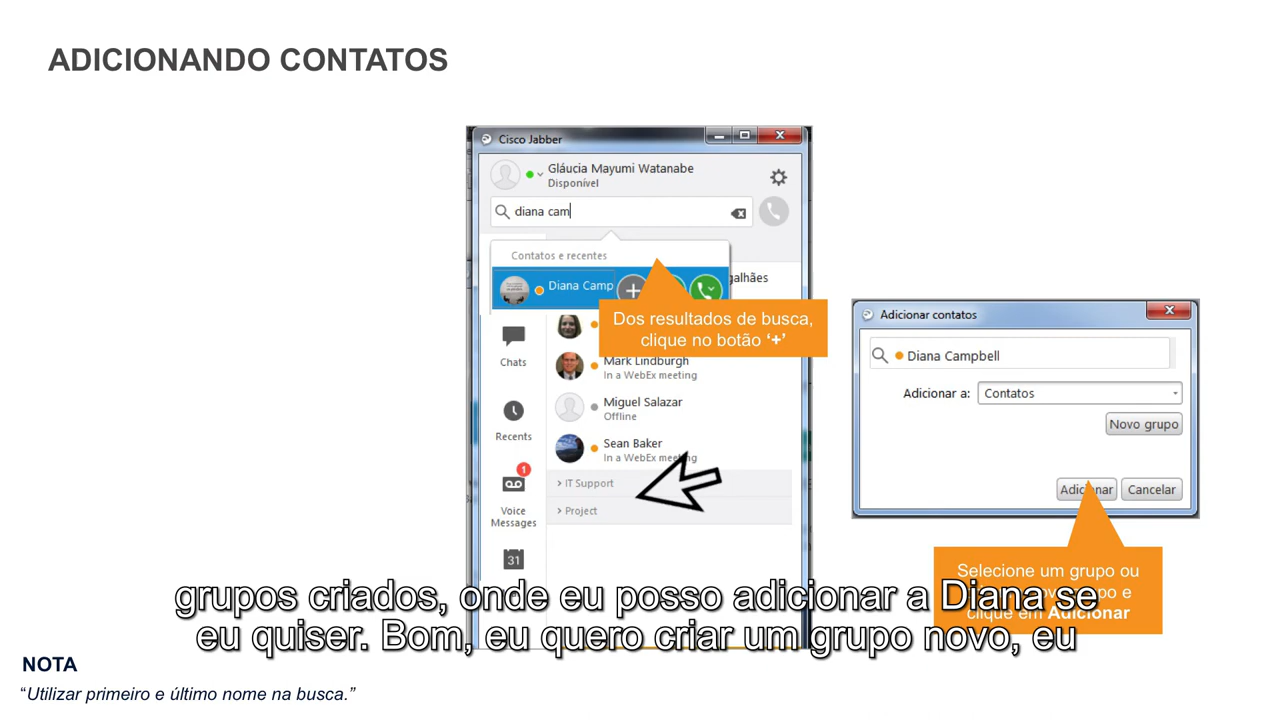 ADICIONANDO CONTATOS
Cisco Jabber
Gláucia Mayumi Watanabe
Disponível
diana cam
Contatos e recentes
Diana Camp
galhães
Dos resultados de busca,
clique no botão ‘+’
Chats
Mark Lindburgh
In a WebEx meeting
Miguel Salazar
Offline
Recents
Sean Baker
In a WebEx meeting
1
IT Support
Voice
Messages
Project
31
Adicionar contatos
Diana Campbell
Adicionar a: Contatos
Novo grupo
Adicionar Cancelar
Selecione um grupo ou
clique em Adicionar
grupos criados, onde eu posso adicionar a Diana se
eu quiser. Bom, eu quero criar um grupo novo, eu
NOTA
“Utilizar primeiro e último nome na busca.”